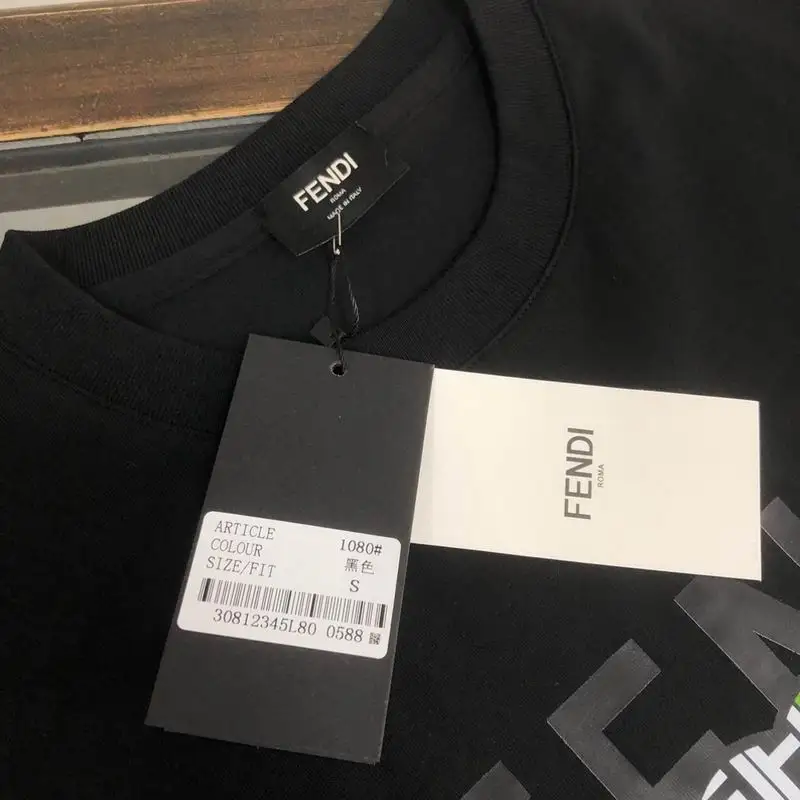 FENDI
ROMA
MADE IN ITALY
FENDI
ROMA
ARTICLE 1080#
COLOUR 黑色
SIZE/FIT S
30812345L80 0588